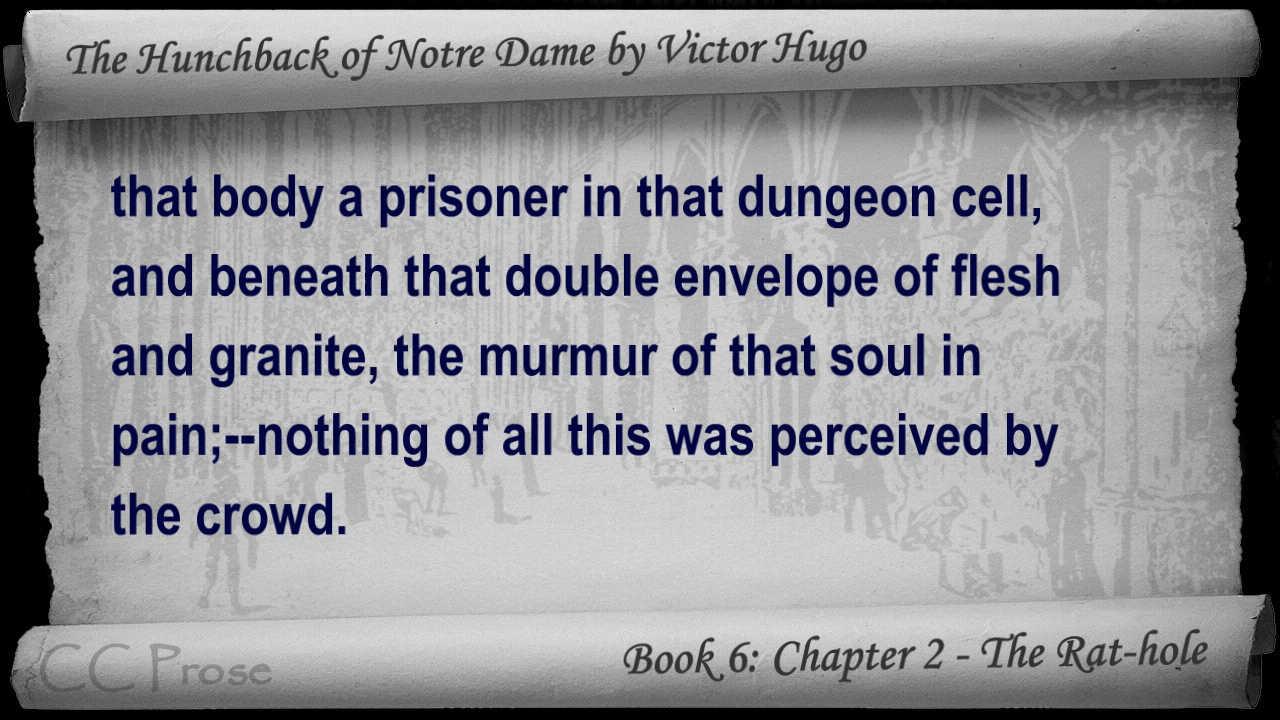 The Hunchback of Notre Dame by Victor Hugo
that body a prisoner in that dungeon cell,
and beneath that double envelope of flesh
and granite, the murmur of that soul in
pain;--nothing of all this was perceived by
the crowd.
CC Prose
Book 6: Chapter 2 - The Rat-hole